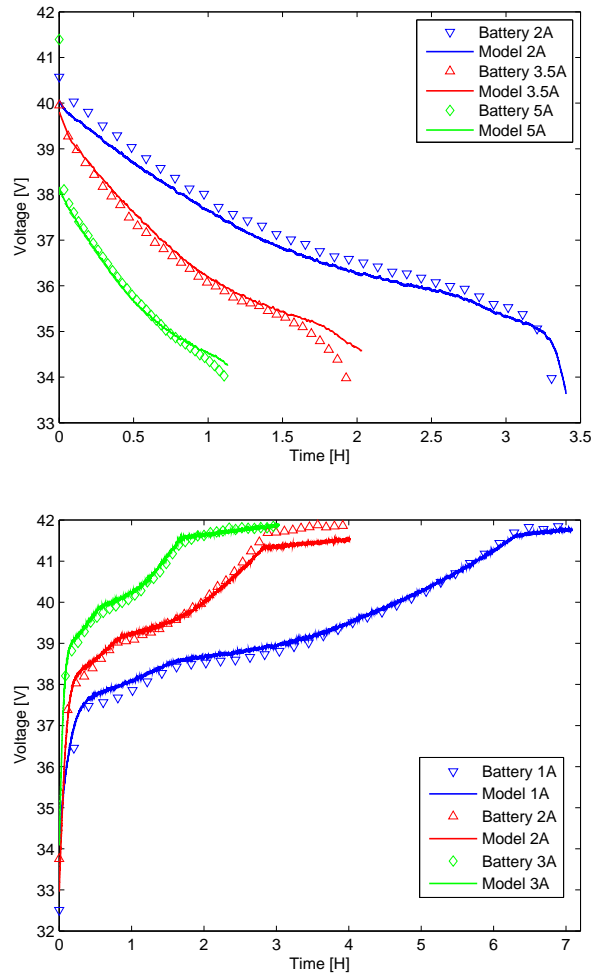 42
41
40
39
38
37
36
35
34
33
Voltage [V]
0
0.5
1
1.5
2
2.5
3
3.5
Time [H]
Battery 2A
Model 2A
Battery 3.5A
Model 3.5A
Battery 5A
Model 5A
42
41
40
39
38
37
36
35
34
33
32
Voltage [V]
0
1
2
3
4
5
6
7
Time [H]
Battery 1A
Model 1A
Battery 2A
Model 2A
Battery 3A
Model 3A